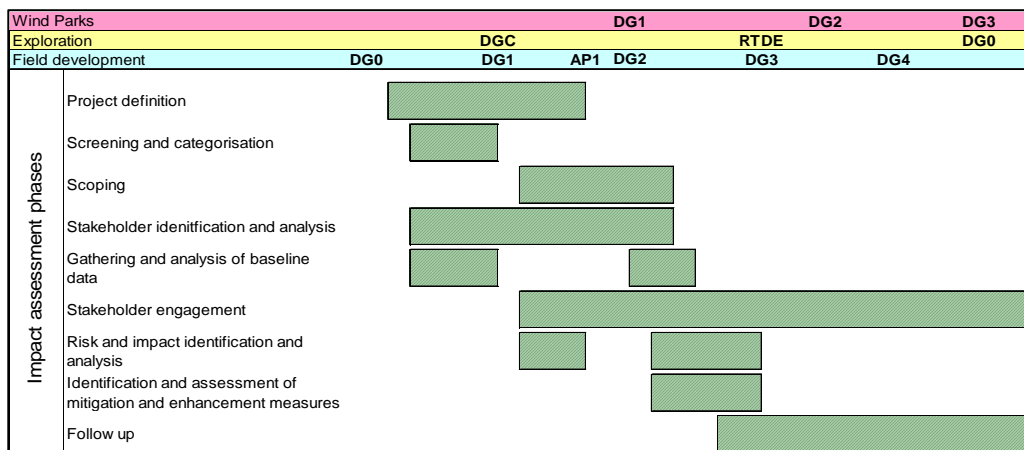 Wind Parks DG1 DG2 DG3
Exploration DGC RTDE DG0
Field development DG0 DG1 AP1 DG2 DG3 DG4
Impact assessment phases
Project definition
Screening and categorisation
Scoping
Stakeholder idenitfication and analysis
Gathering and analysis of baseline
data
Stakeholder engagement
Risk and impact identification and
analysis
Identification and assessment of
mitigation and enhancement measures
Follow up